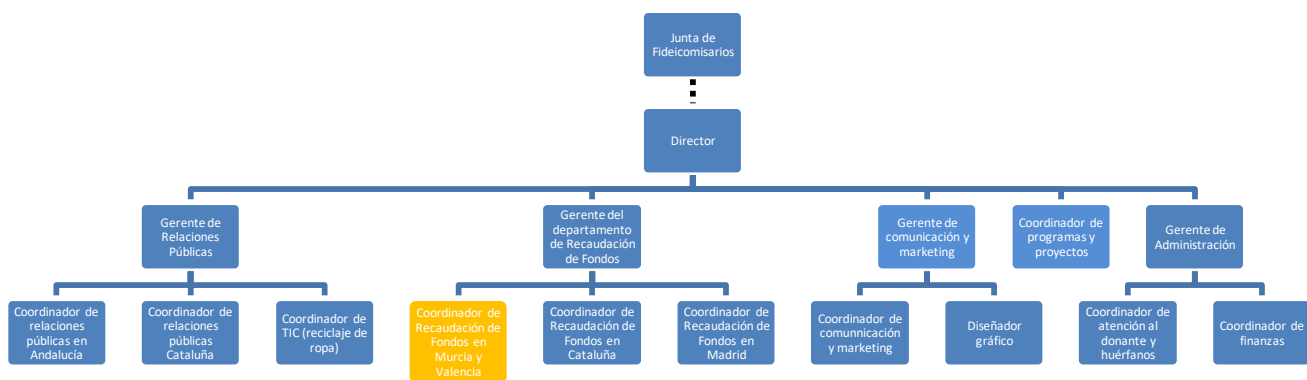 Junta de
Fideicomisarios
Director
Gerente de
Relaciones
Públicas
Gerente del
departamento
de Recaudación
de Fondos
Gerente de
comunicación y
marketing
Coordinador de
programas y
proyectos
Gerente de
Administración
Coordinador de
relaciones
públicas en
Andalucía
Coordinador de
relaciones
públicas
Cataluña
Coordinador de
TIC (reciclaje de
ropa)
Coordinador de
Recaudación de
Fondos en
Murcia y
Valencia
Coordinador de
Recaudación de
Fondos en
Cataluña
Coordinador de
Recaudación de
Fondos en
Madrid
Coordinador de
comunnicación
y marketing
Diseñador
gráfico
Coordinador de
atención al
donante y
huérfanos
Coordinador de
finanzas